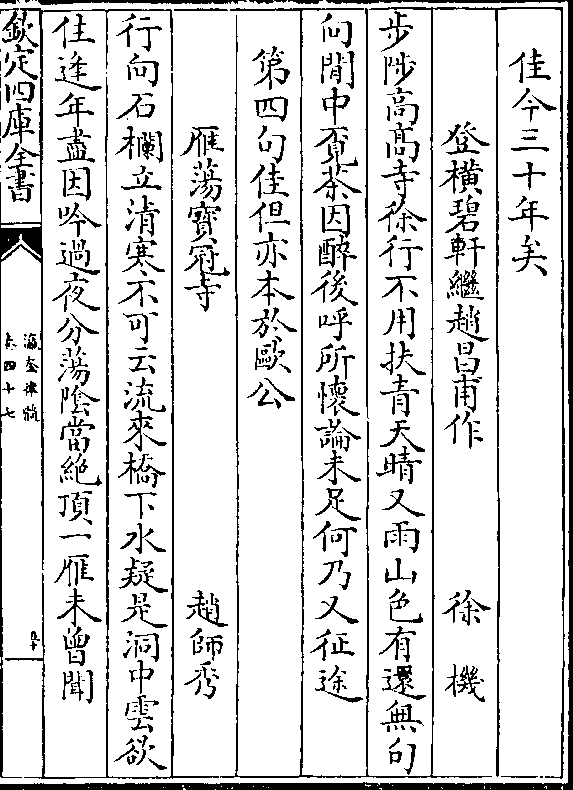 佳今三十年矣
登橫碧軒繼趙昌甫作 徐機
步陟高高寺徐行不用扶青天晴又雨山色有還無句
向閒中覓茶因醉後呼所懷論未足何乃又征途
第四句佳但亦本於歐公
雁蕩寶冠寺 趙師秀
行向石欄立清寒不可云流來橋下水疑是洞中雲欲
住逢年盡因吟過夜分蕩陰當絶頂一雁未曾聞
欽定四庫全書
瀛奎律髓
卷四十七